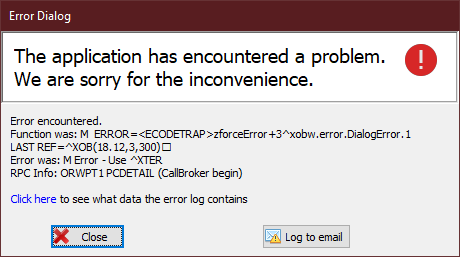 Error Dialog
The application has encountered a problem.
We are sorry for the inconvenience.
Error encountered.
Function was: M  ERROR=<ECODETRAP>zforceError+3^xobw.error.DialogError.1
LAST REF=^XOB(18.12,3,300)□
Error was: M Error - Use ^XTER
RPC Info: ORWPT1 PCDETAIL (CallBroker begin)
Click here to see what data the error log contains
Close
Log to email